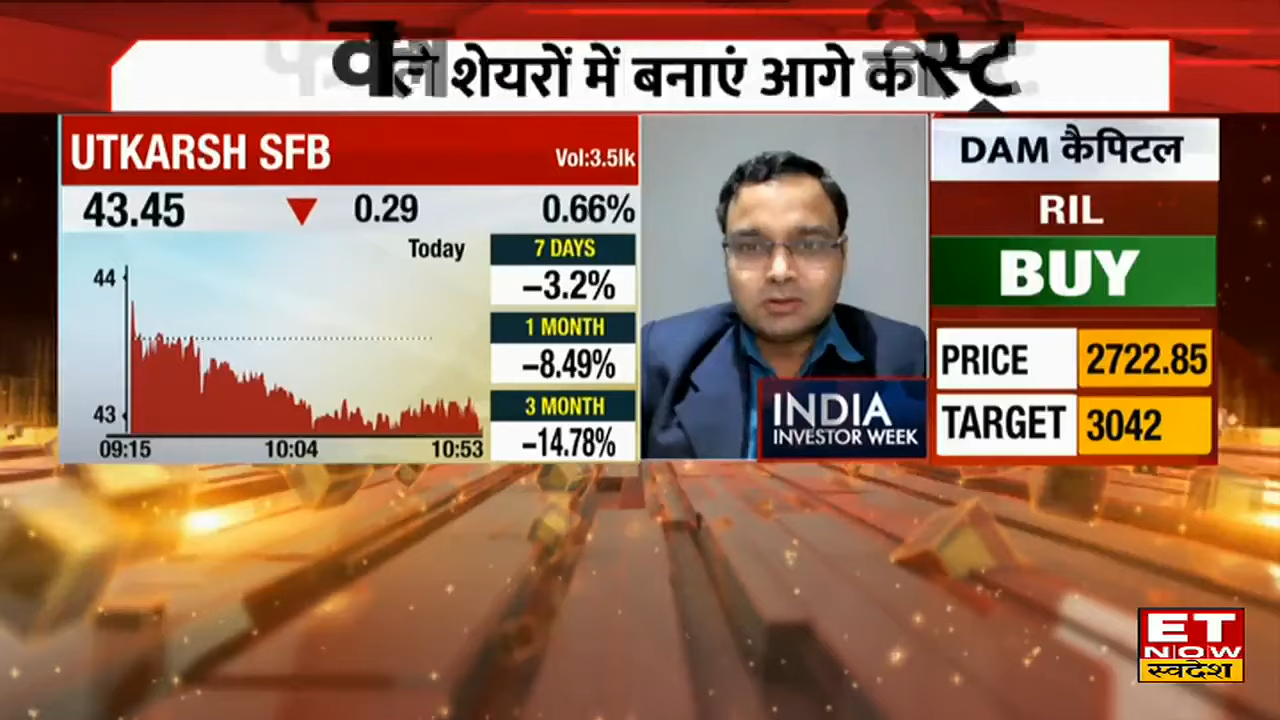 शेयरों में बनाएं आगे
UTKARSH SFB
Vol:3.5lk
43.45 ▼ 0.29 0.66%
Today
44
43
09:15 10:04 10:53
7 DAYS
–3.2%
1 MONTH
–8.49%
3 MONTH
–14.78%
INDIA
INVESTOR WEEK
DAM कैपिटल
RIL
BUY
PRICE 2722.85
TARGET 3042
ET
NOW
स्वदेश